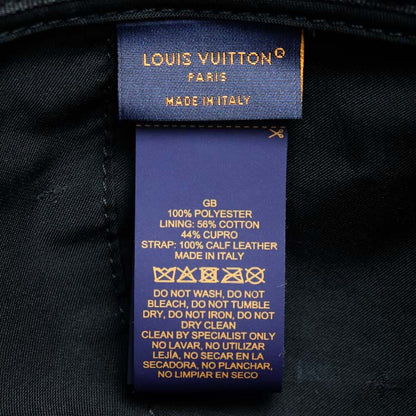 LOUIS VUITTON®
PARIS
MADE IN ITALY
GB
100% POLYESTER
LINING: 56% COTTON
44% CUPRO
STRAP: 100% CALF LEATHER
MADE IN ITALY
DO NOT WASH, DO NOT
BLEACH, DO NOT TUMBLE
DRY, DO NOT IRON, DO NOT
DRY CLEAN
CLEAN BY SPECIALIST ONLY
NO LAVAR, NO UTILIZAR
LEJÍA, NO SECAR EN LA
SECADORA, NO PLANCHAR,
NO LIMPIAR EN SECO